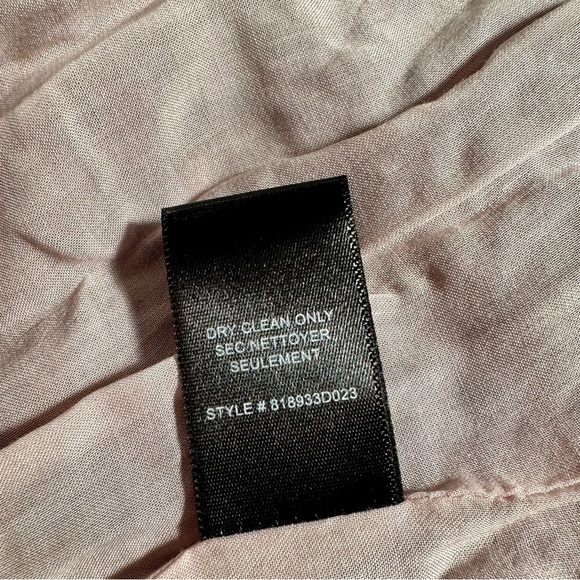 DRY CLEAN ONLY
SEC NETTOYER
SEULEMENT
STYLE # 818933D023